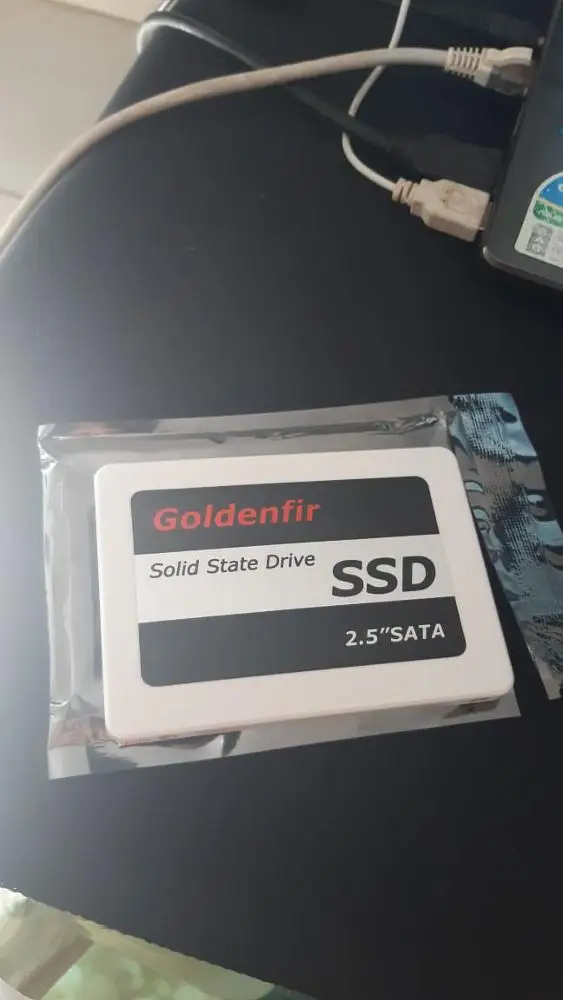 Goldenfir
Solid State Drive
SSD
2.5"SATA